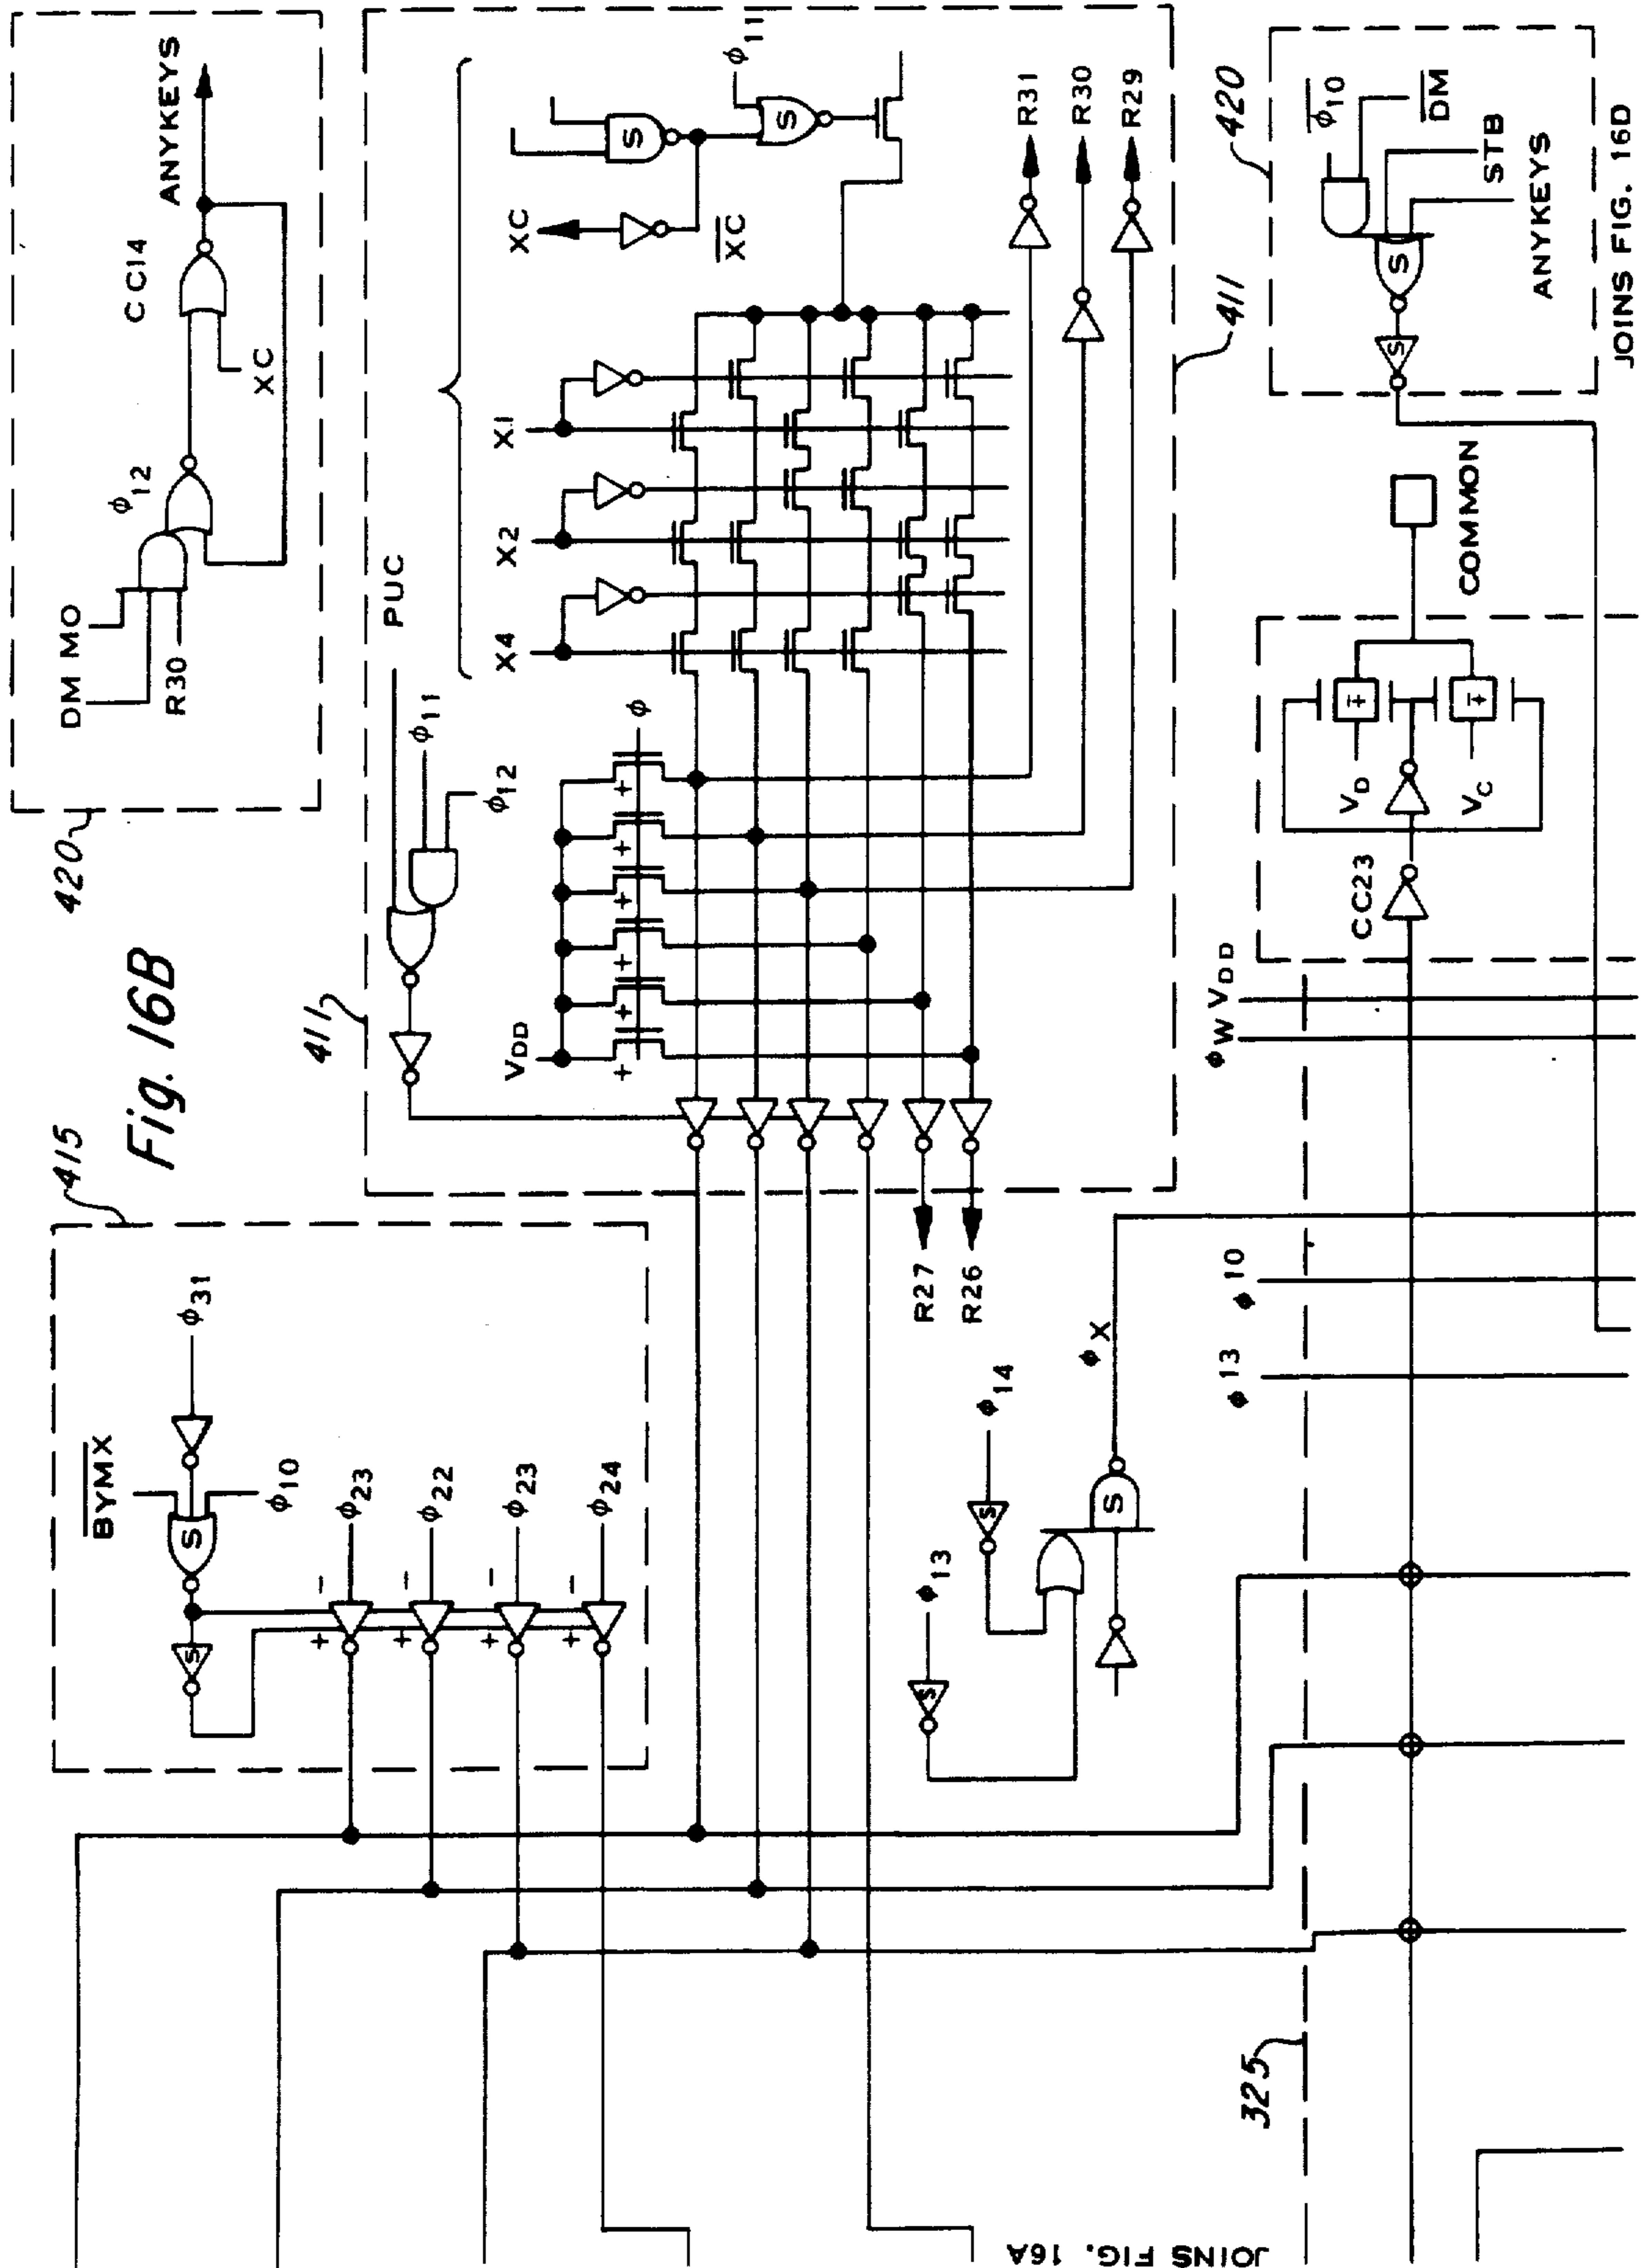 420
DM MO
R30
ϕ12
CC14
XC
ANYKEYS
Fig. 16B
415
BYMX
ϕ31
ϕ10
ϕ23
ϕ22
ϕ23
ϕ24
- - - -
+ + + +
S
S
411
PUC
ϕ11
ϕ12
VDD
+ + + + + +
ϕ
X4
X2
X1
XC
XC
S
S
ϕ11
R31
R30
R29
R27
R26
411
ϕ13
ϕ14
S
S
S
ϕX
ϕ13
ϕ10
ϕW
VDD
CC23
VD
VC
+
+
COMMON
420
ϕ10
DM
STB
ANYKEYS
S
S
325
JOINS FIG. 16A
JOINS FIG. 16D